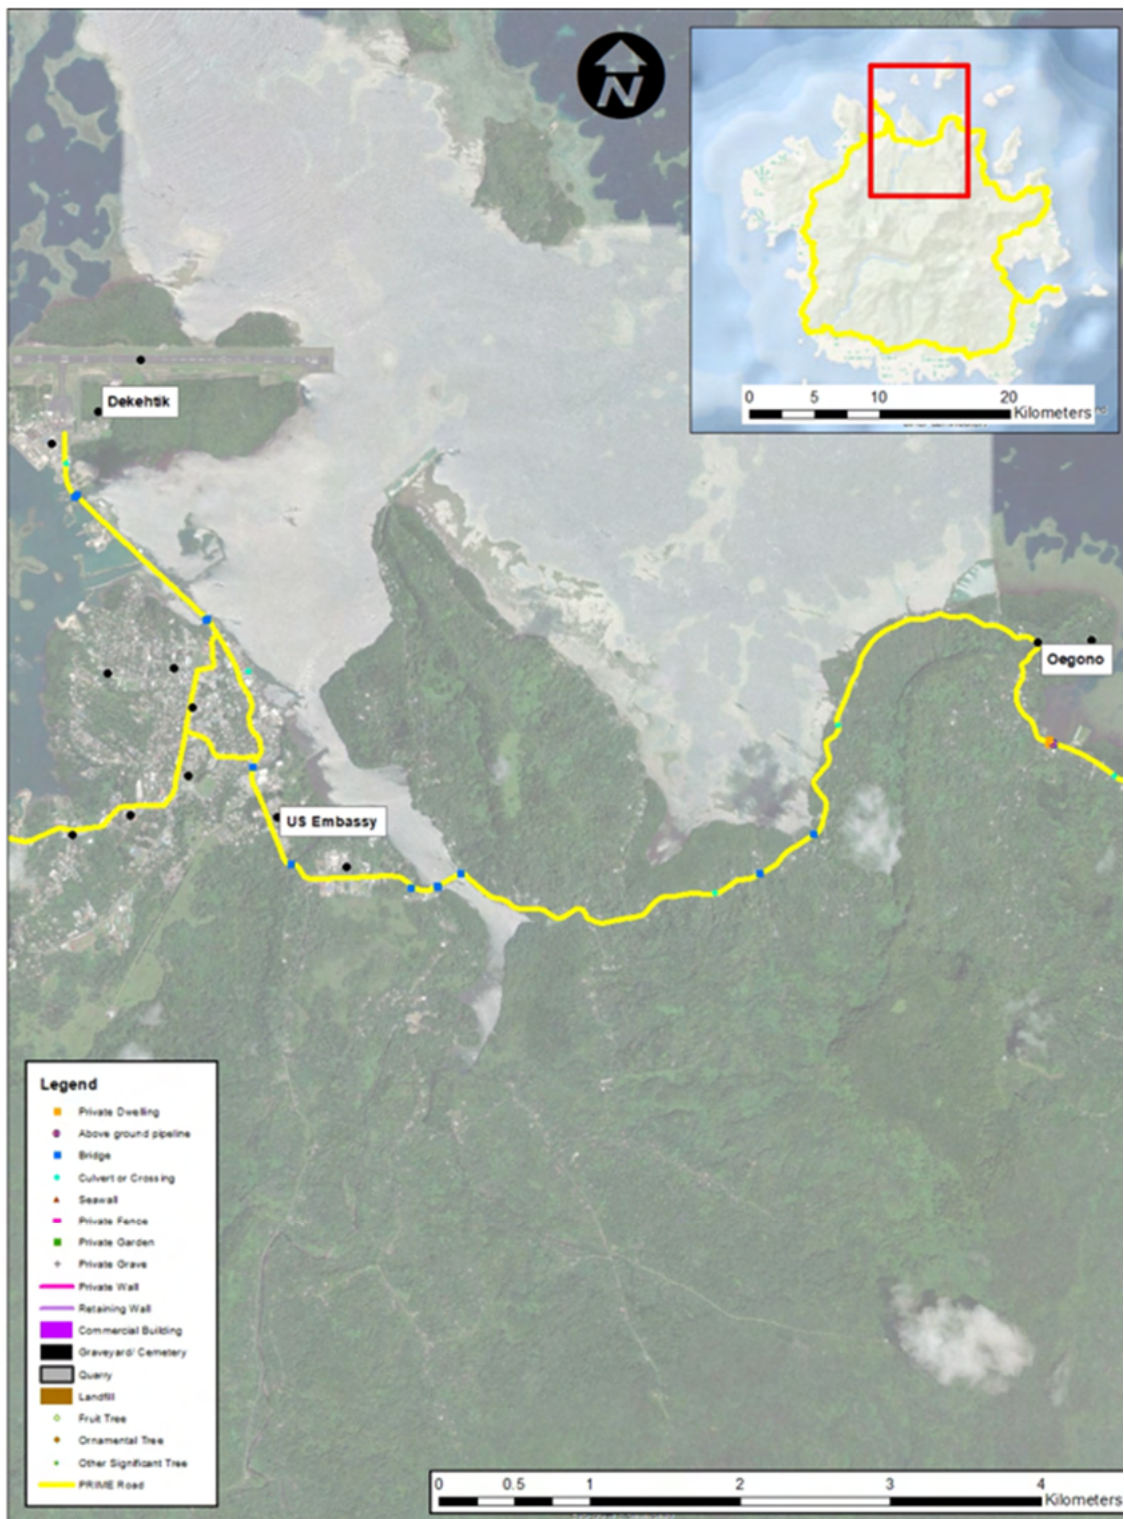 N
0 5 10 20
Kilometers
Dekehtik
Oegono
US Embassy
Legend
Private Dwelling
Above ground pipeline
Bridge
Culvert or Crossing
Seawall
Private Fence
Private Garden
Private Grave
Private Wall
Retaining Wall
Commercial Building
Graveyard/ Cemetery
Quarry
Landfill
Fruit Tree
Ornamental Tree
Other Significant Tree
PRIME Road
0 0.5 1 2 3 4
Kilometers